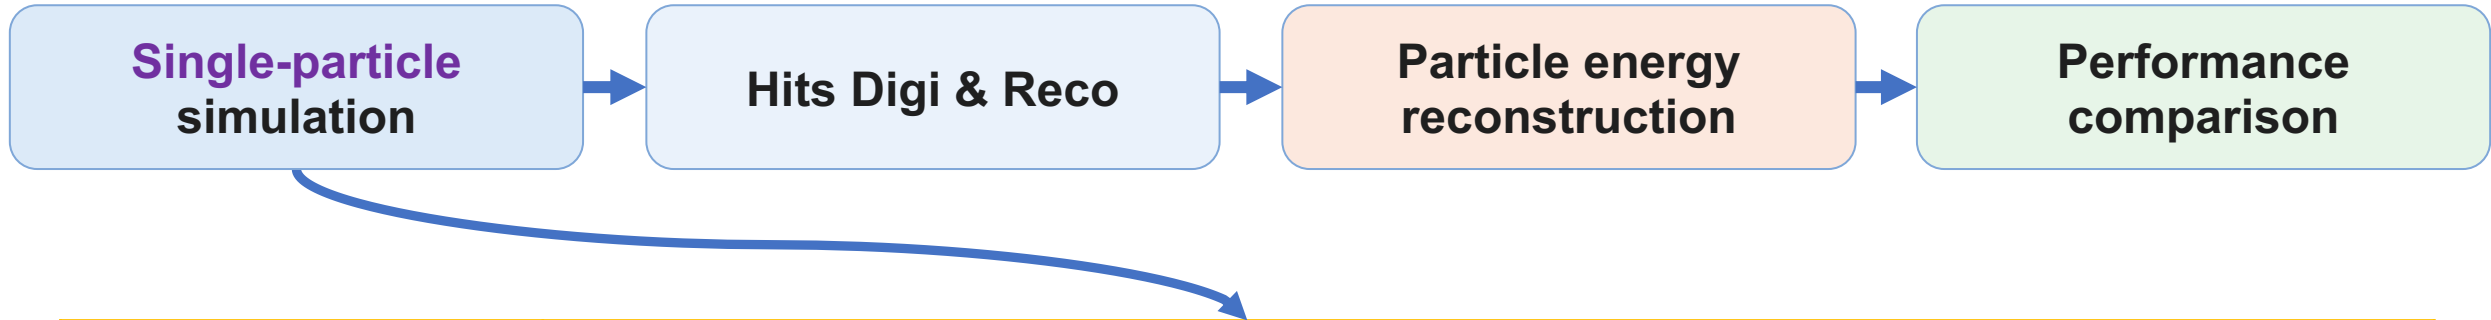 Single-particle
simulation
Hits Digi & Reco
Particle energy
reconstruction
Performance
comparison